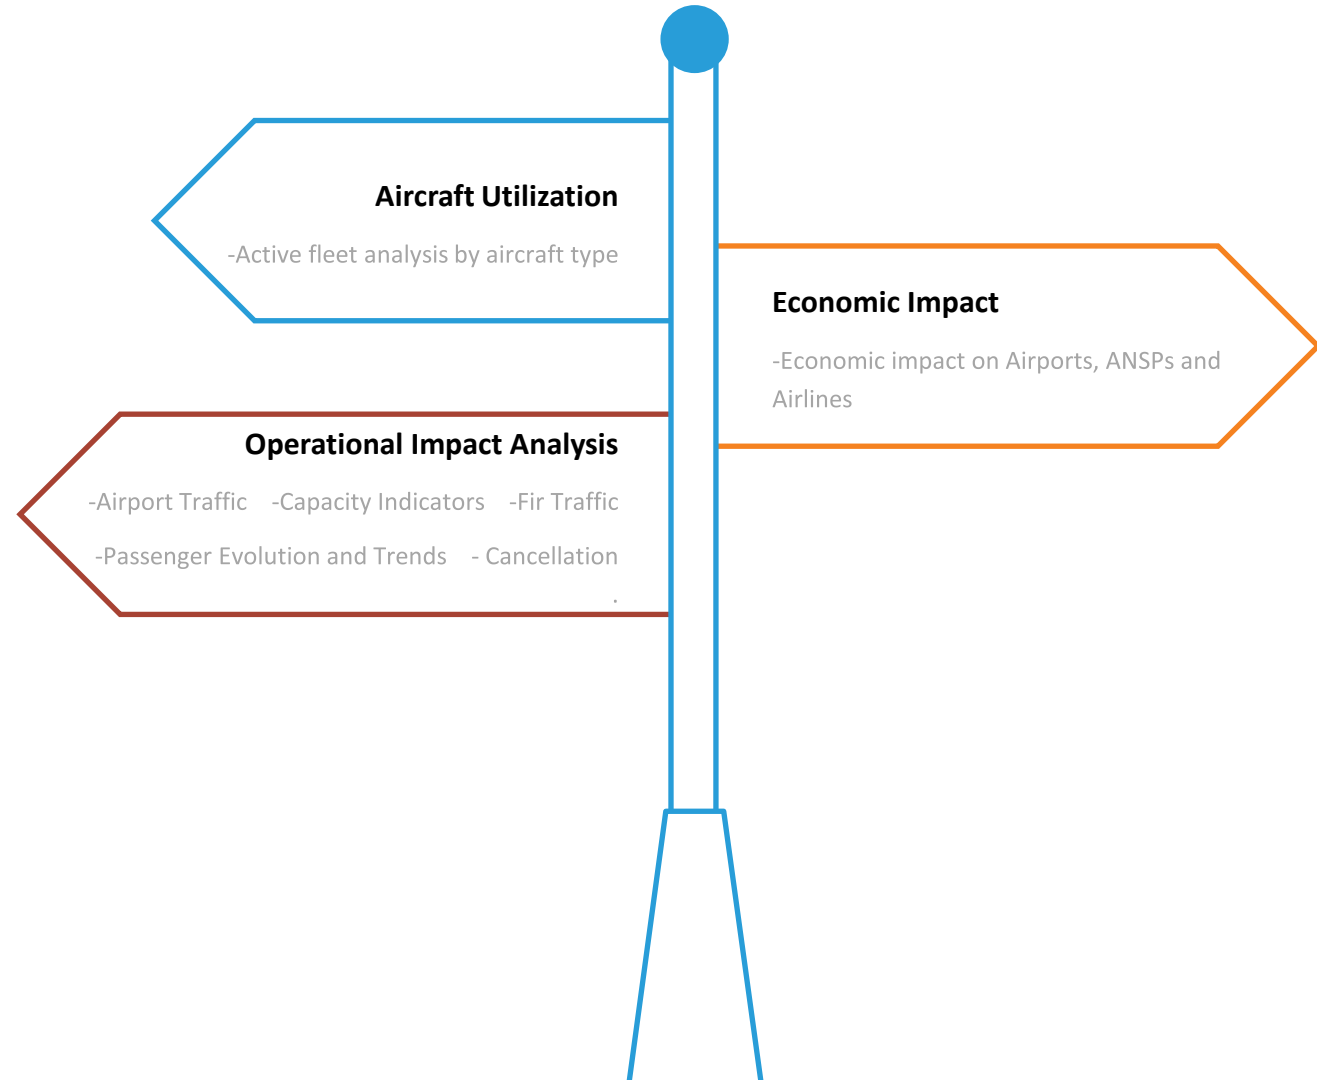 Aircraft Utilization
-Active fleet analysis by aircraft type
Economic Impact
-Economic impact on Airports, ANSPs and
Airlines
Operational Impact Analysis
-Airport Traffic -Capacity Indicators -Fir Traffic
-Passenger Evolution and Trends - Cancellation
.